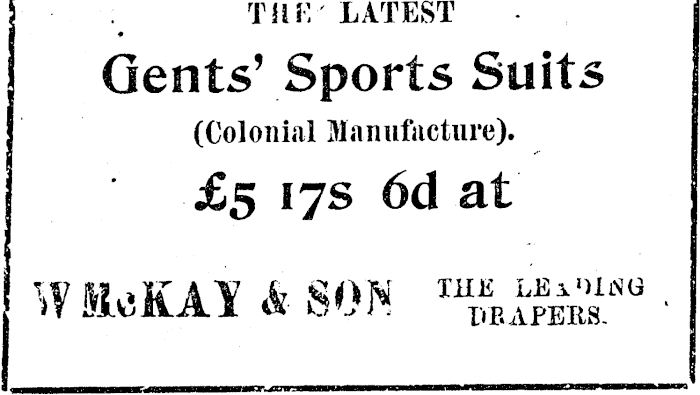 THE LATEST
Gents' Sports Suits
(Colonial Manufacture).
£5 17s 6d at
W McKAY & SON
THE LEADING
DRAPERS.